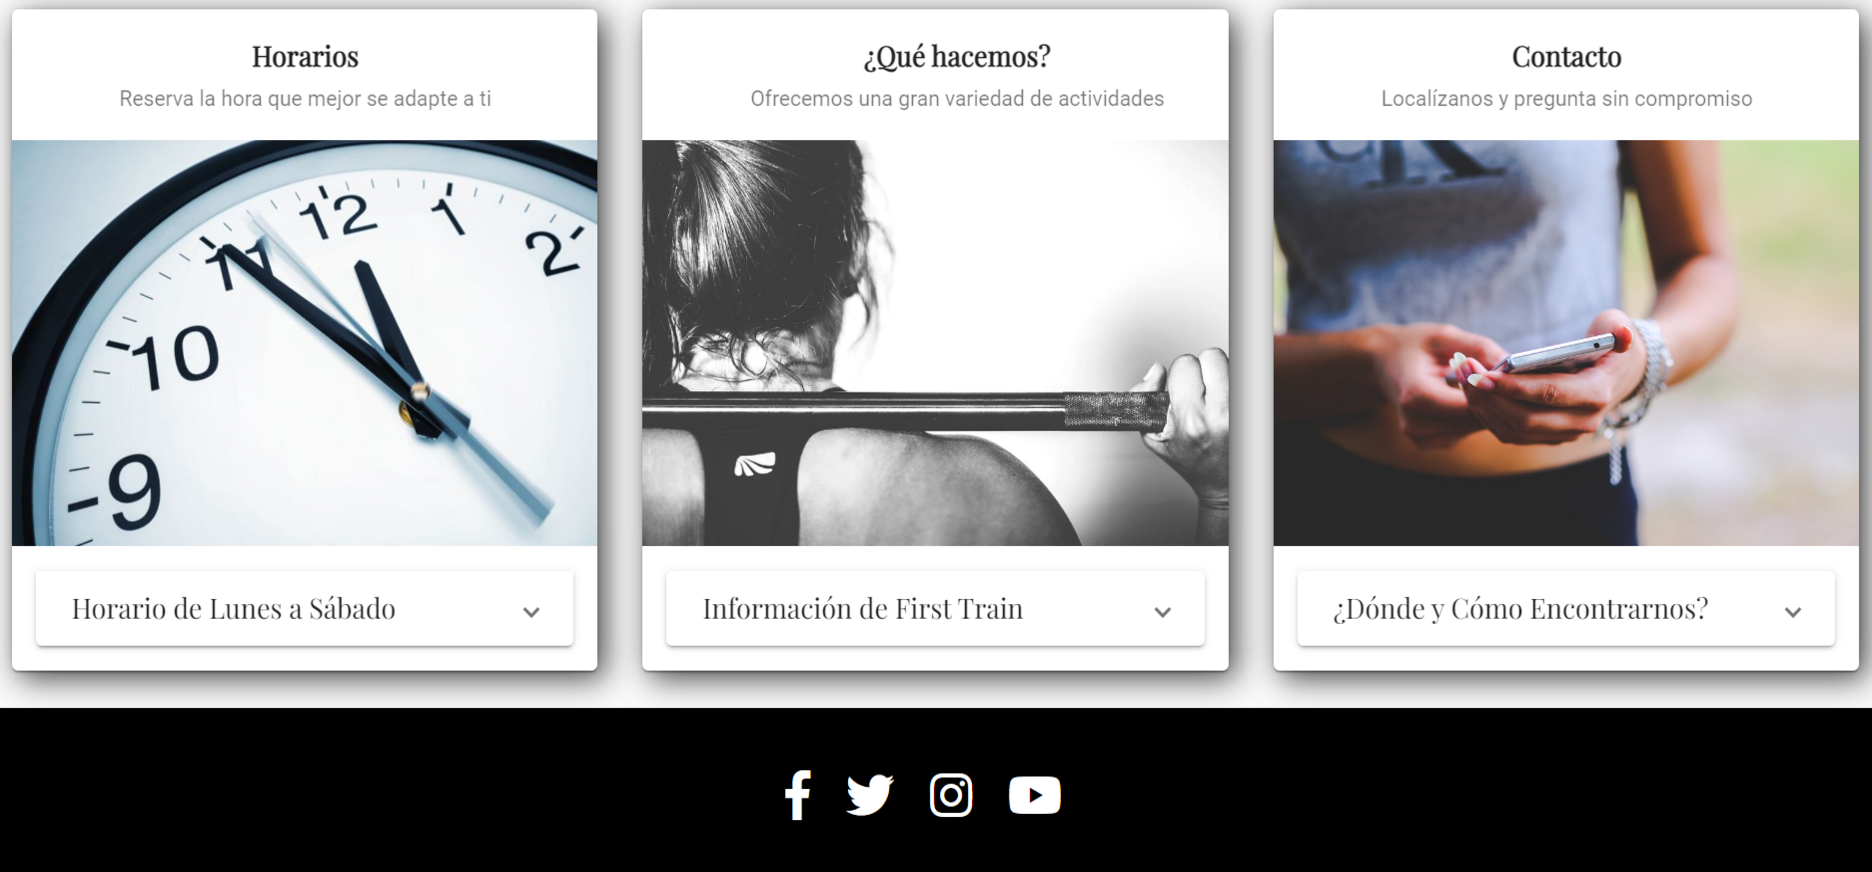 Horarios
Reserva la hora que mejor se adapte a ti
12
1
2
11
10
9
Horario de Lunes a Sábado
¿Qué hacemos?
Ofrecemos una gran variedad de actividades
Información de First Train
Contacto
Localízanos y pregunta sin compromiso
¿Dónde y Cómo Encontrarnos?